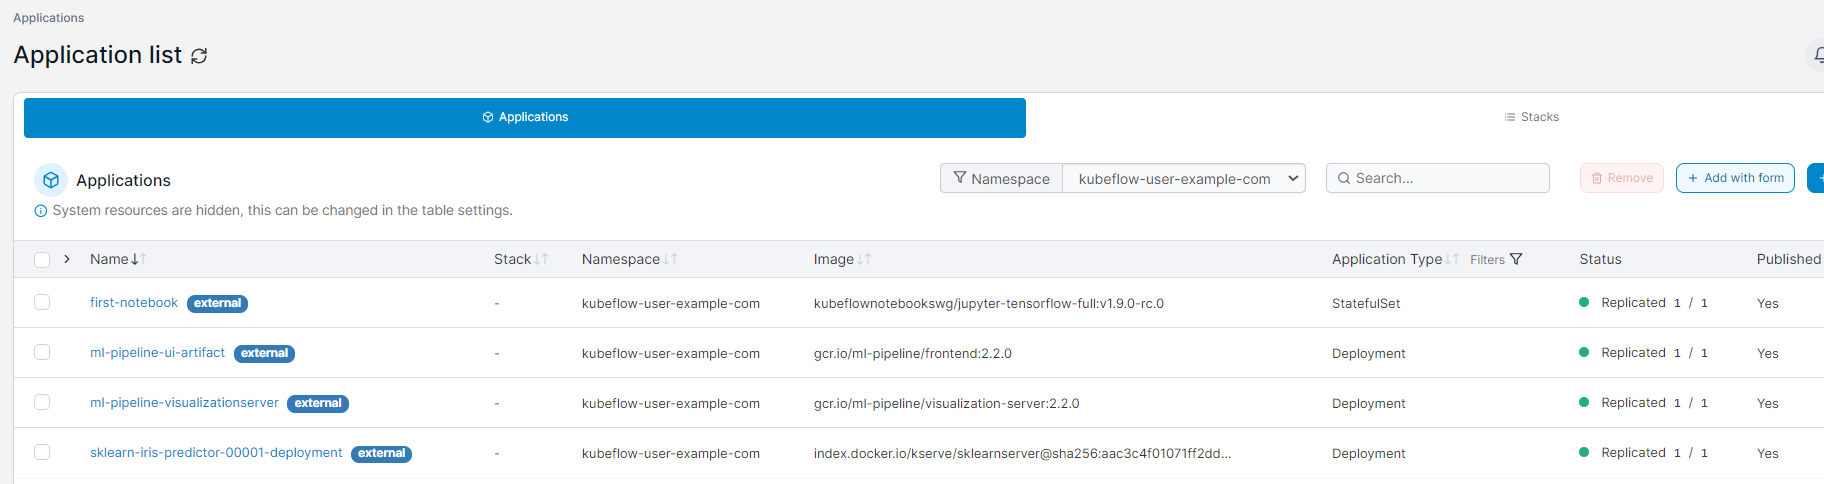 Applications
Application list
Applications
Stacks
Applications
Namespace kubeflow-user-example-com
Search...
Remove
+ Add with form
System resources are hidden, this can be changed in the table settings.
Name Stack Namespace Image Application Type Filters Status Published
first-notebook external - kubeflow-user-example-com kubeflownotebookswg/jupyter-tensorflow-full:v1.9.0-rc.0 StatefulSet Replicated 1 / 1 Yes
ml-pipeline-ui-artifact external - kubeflow-user-example-com gcr.io/ml-pipeline/frontend:2.2.0 Deployment Replicated 1 / 1 Yes
ml-pipeline-visualizationserver external - kubeflow-user-example-com gcr.io/ml-pipeline/visualization-server:2.2.0 Deployment Replicated 1 / 1 Yes
sklearn-iris-predictor-00001-deployment external - kubeflow-user-example-com index.docker.io/kserve/sklearnserver@sha256:aac3c4f01071ff2dd... Deployment Replicated 1 / 1 Yes